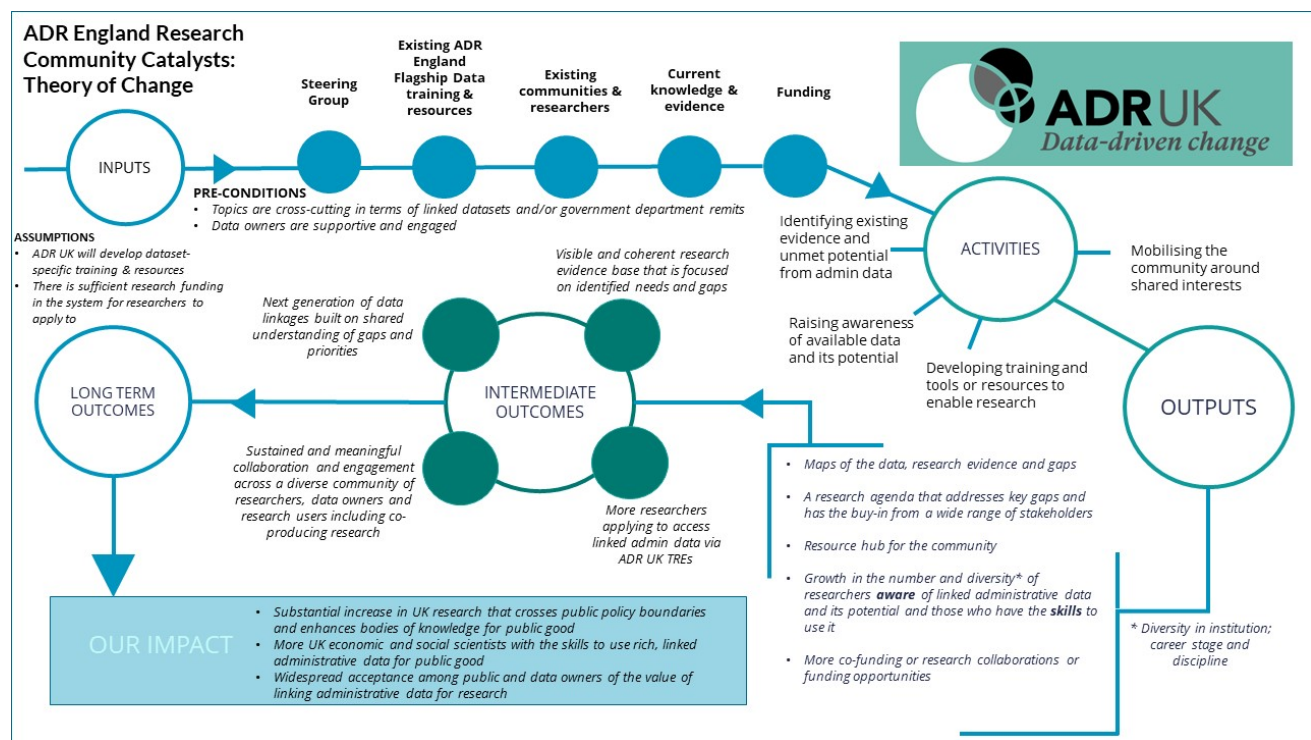 ADR England Research
Community Catalysts:
Theory of Change
Steering
Group
Existing ADR
England
Flagship Data
training &
resources
Existing
communities &
researchers
Current
knowledge &
evidence
Funding
ADR UK
Data-driven change
INPUTS
PRE-CONDITIONS
• Topics are cross-cutting in terms of linked datasets and/or government department remits
• Data owners are supportive and engaged
ASSUMPTIONS
• ADR UK will develop dataset-
specific training & resources
• There is sufficient research funding
in the system for researchers to
apply to
ACTIVITIES
Identifying existing
evidence and
unmet potential
from admin data
Mobilising the
community around
shared interests
Raising awareness
of available data
and its potential
Developing training and
tools or resources to
enable research
OUTPUTS
• Maps of the data, research evidence and gaps
• A research agenda that addresses key gaps and
has the buy-in from a wide range of stakeholders
• Resource hub for the community
• Growth in the number and diversity* of
researchers aware of linked administrative data
and its potential and those who have the skills to
use it
• More co-funding or research collaborations or
funding opportunities
* Diversity in institution;
career stage and
discipline
INTERMEDIATE
OUTCOMES
Visible and coherent research
evidence base that is focused
on identified needs and gaps
Next generation of data
linkages built on shared
understanding of gaps and
priorities
Sustained and meaningful
collaboration and engagement
across a diverse community of
researchers, data owners and
research users including co-
producing research
More researchers
applying to access
linked admin data via
ADR UK TREs
LONG TERM
OUTCOMES
OUR IMPACT
• Substantial increase in UK research that crosses public policy boundaries
and enhances bodies of knowledge for public good
• More UK economic and social scientists with the skills to use rich, linked
administrative data for public good
• Widespread acceptance among public and data owners of the value of
linking administrative data for research